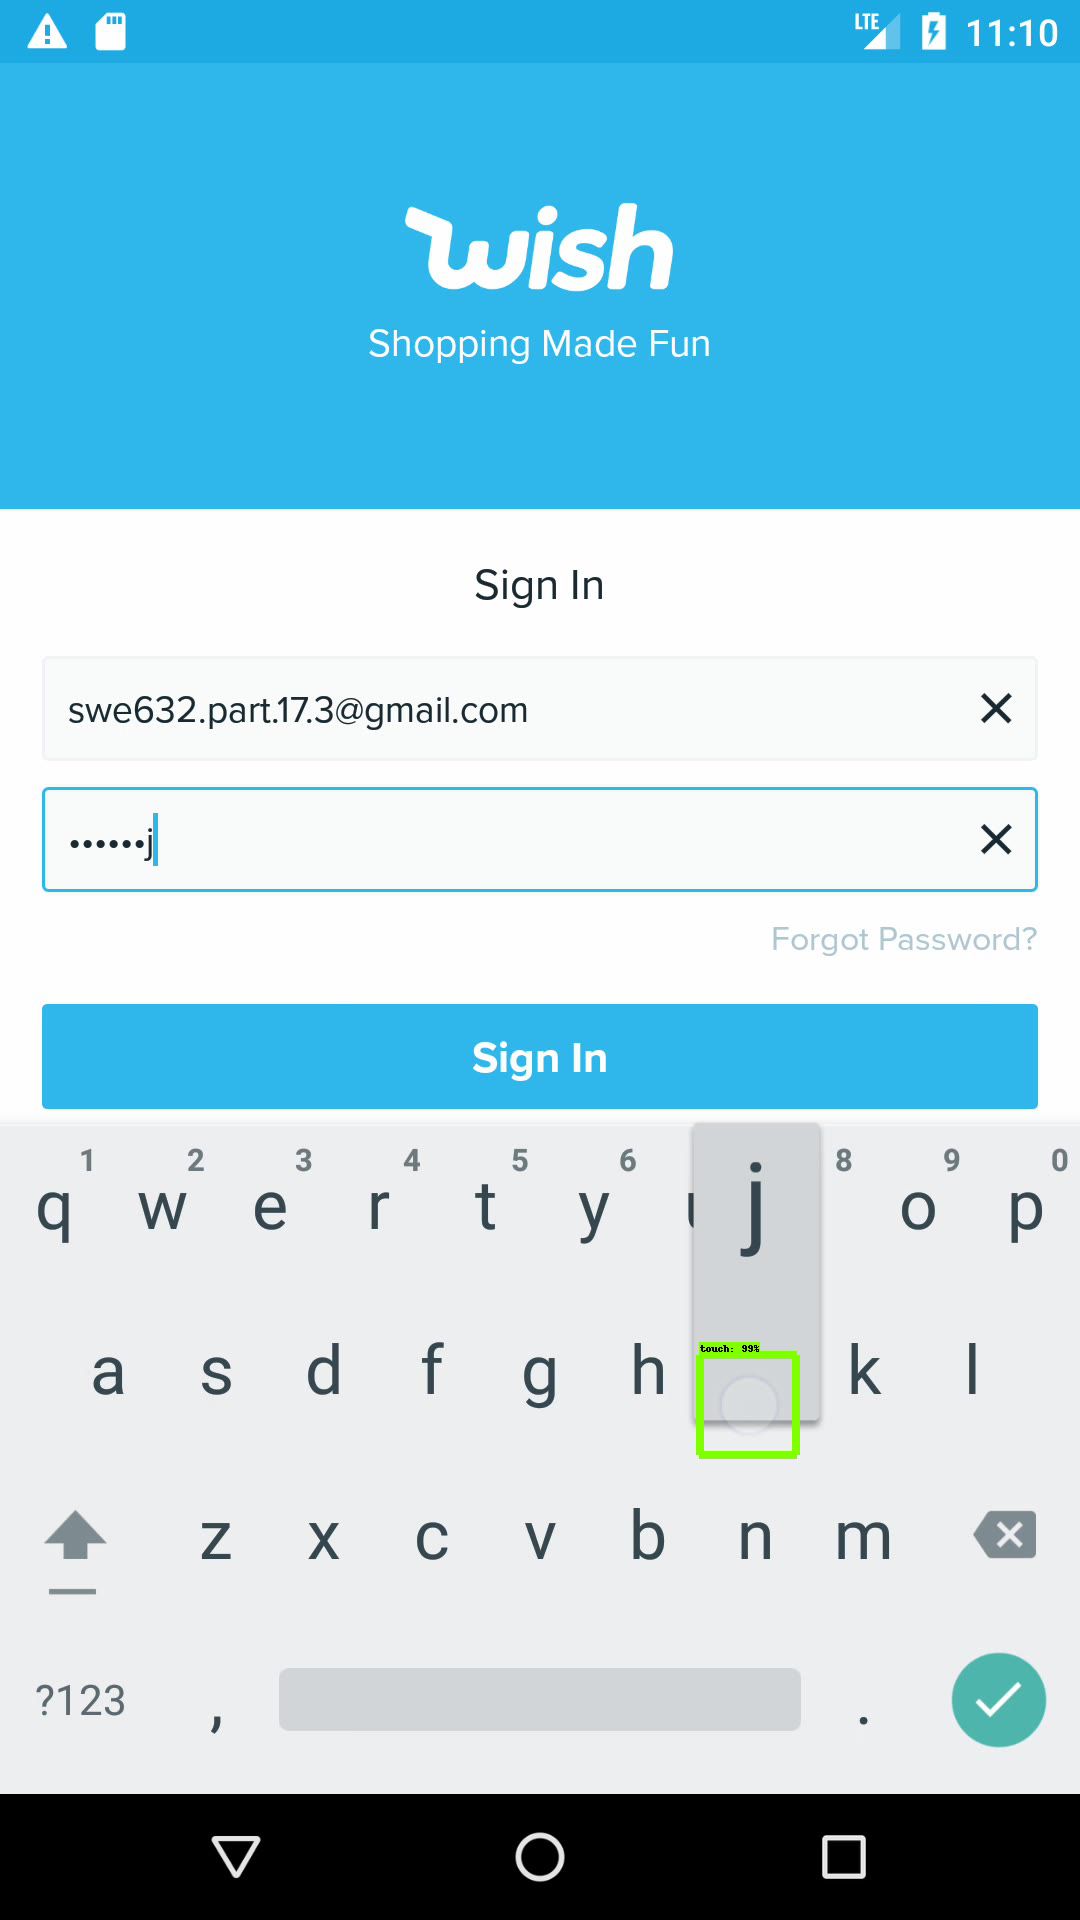 LTE 11:10
wish
Shopping Made Fun
Sign In
swe632.part.17.3@gmail.com
••••••j
Forgot Password?
Sign In
1 2 3 4 5 6 8 9 0
q w e r t y u j o p
touch: 99%
a s d f g h k l
z x c v b n m
?123 , .